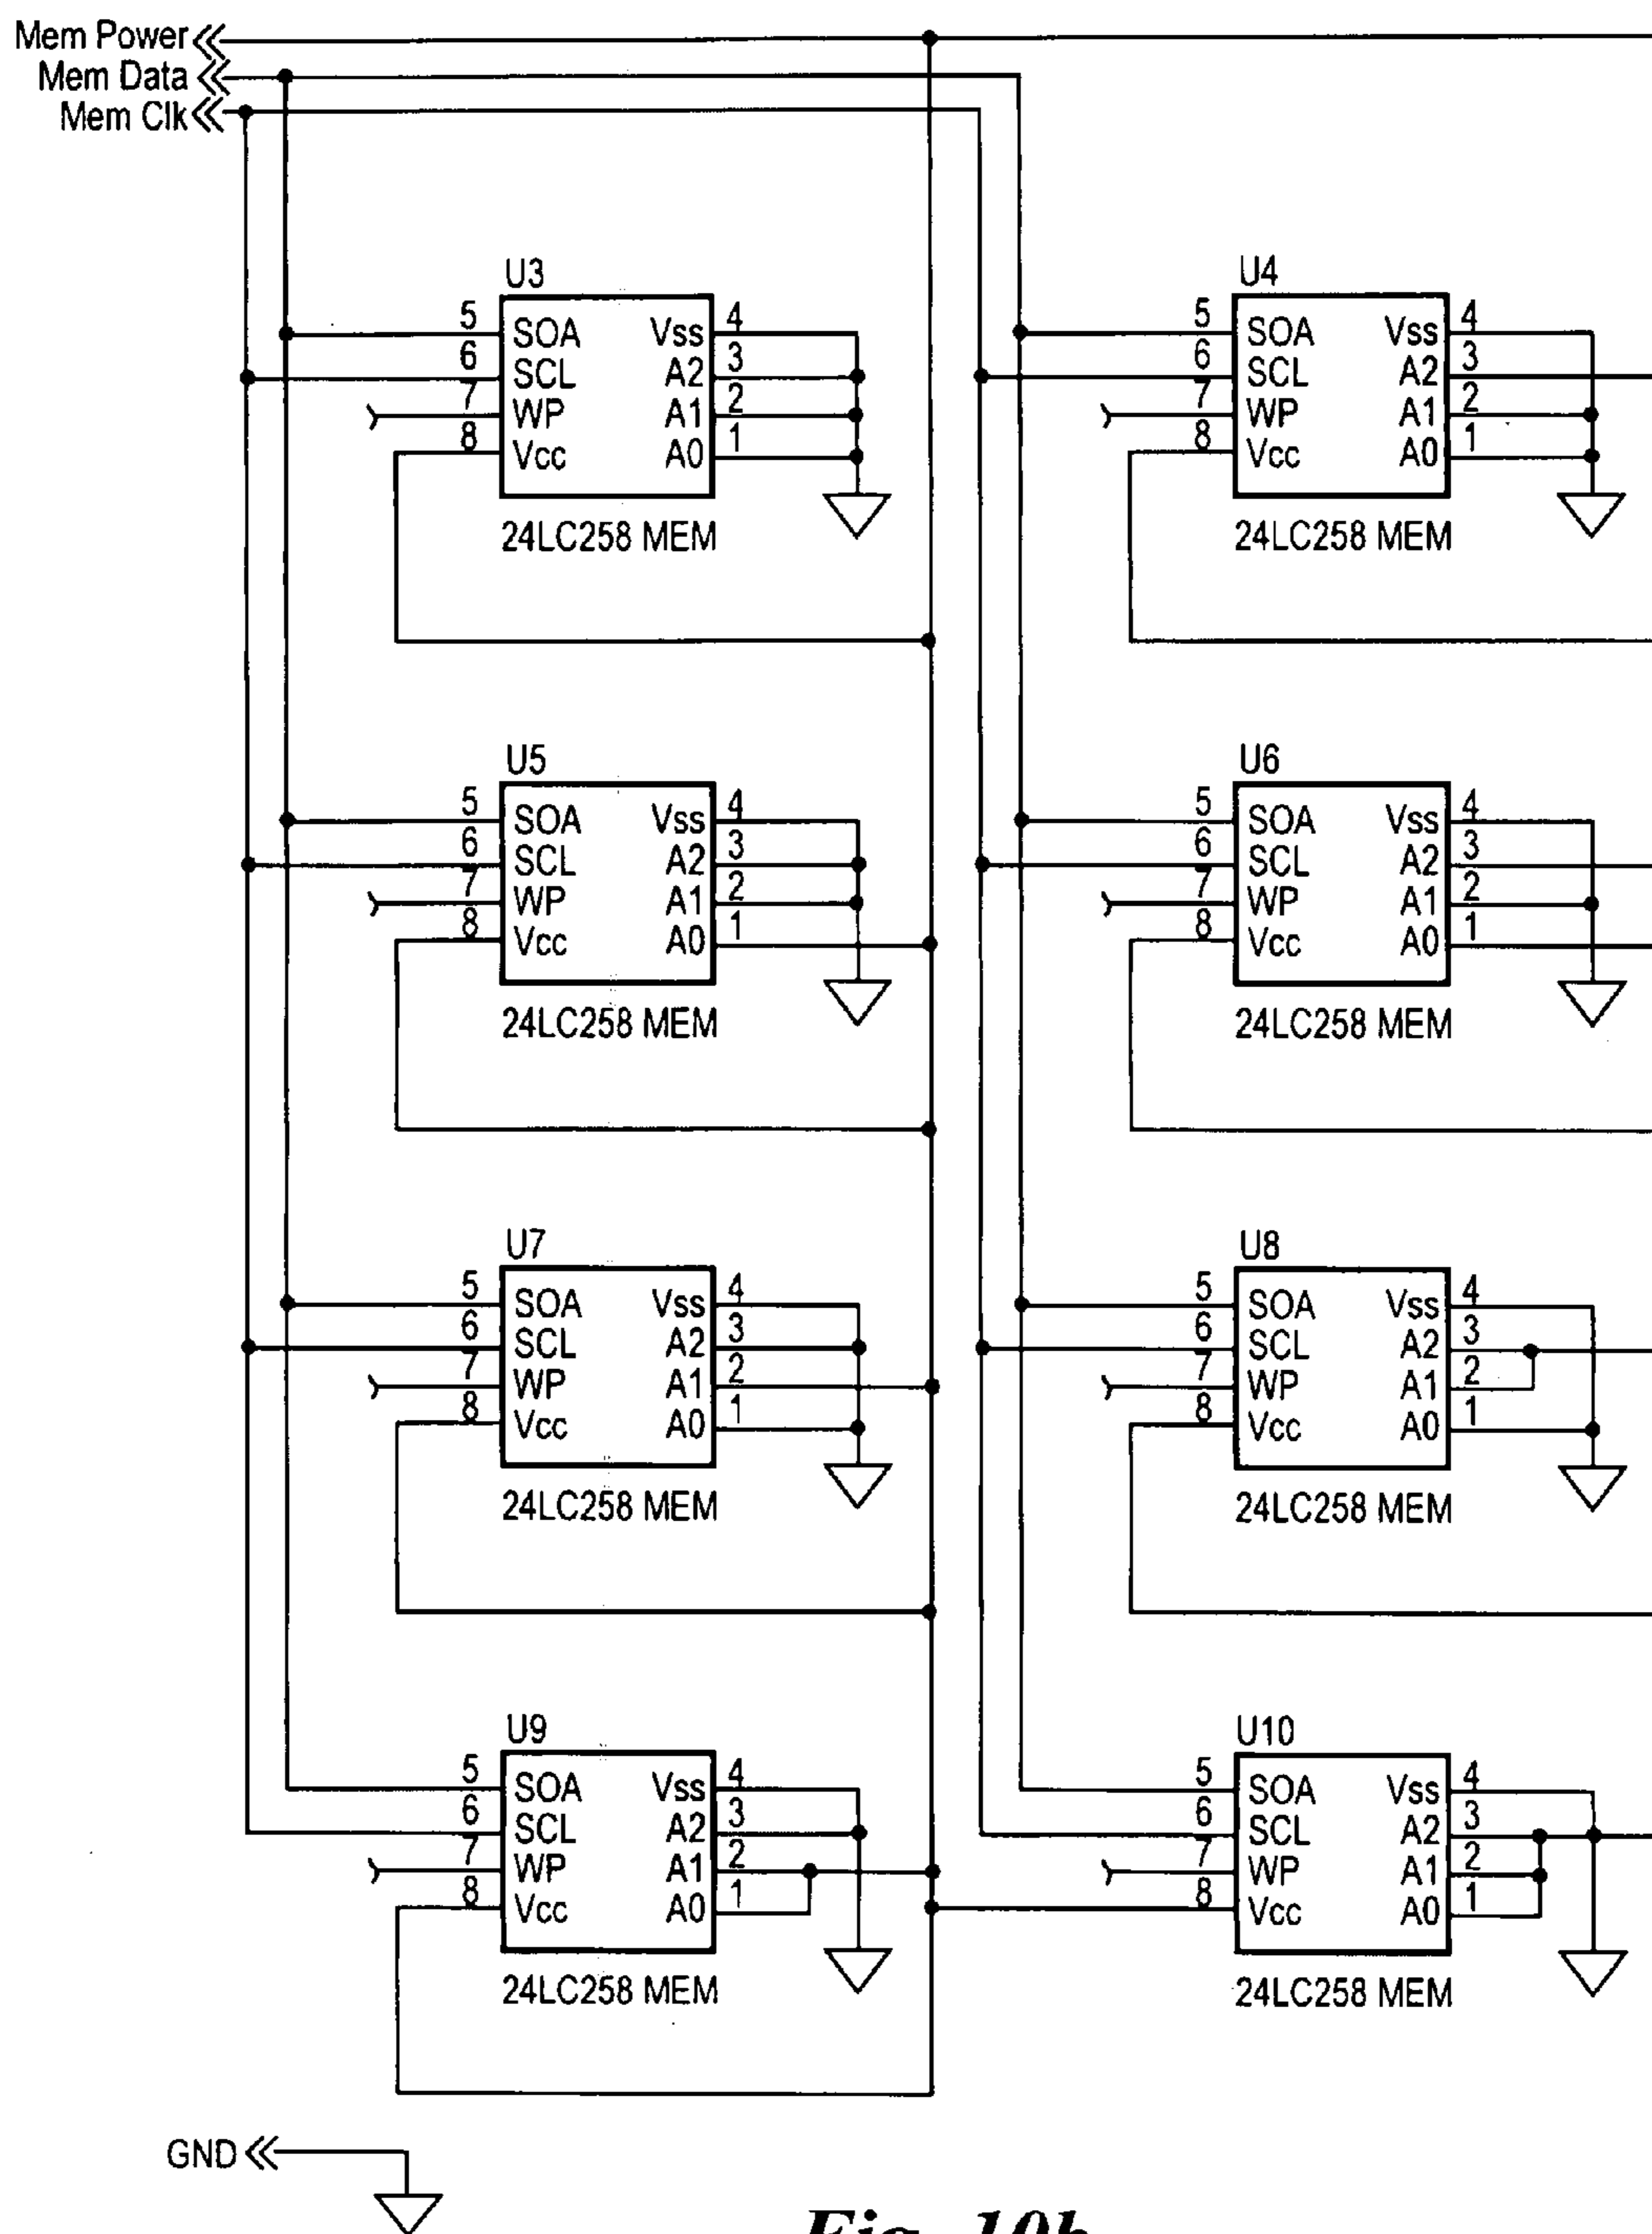 Mem Power
Mem Data
Mem Clk
U3
5 SOA Vss 4
6 SCL A2 3
7 WP A1 2
8 Vcc A0 1
24LC258 MEM
U4
5 SOA Vss 4
6 SCL A2 3
7 WP A1 2
8 Vcc A0 1
24LC258 MEM
U5
5 SOA Vss 4
6 SCL A2 3
7 WP A1 2
8 Vcc A0 1
24LC258 MEM
U6
5 SOA Vss 4
6 SCL A2 3
7 WP A1 2
8 Vcc A0 1
24LC258 MEM
U7
5 SOA Vss 4
6 SCL A2 3
7 WP A1 2
8 Vcc A0 1
24LC258 MEM
U8
5 SOA Vss 4
6 SCL A2 3
7 WP A1 2
8 Vcc A0 1
24LC258 MEM
U9
5 SOA Vss 4
6 SCL A2 3
7 WP A1 2
8 Vcc A0 1
24LC258 MEM
U10
5 SOA Vss 4
6 SCL A2 3
7 WP A1 2
8 Vcc A0 1
24LC258 MEM
GND
Fig. 10b